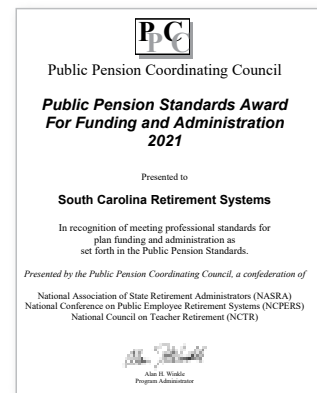 PPCC
Public Pension Coordinating Council
Public Pension Standards Award
For Funding and Administration
2021
Presented to
South Carolina Retirement Systems
In recognition of meeting professional standards for
plan funding and administration as
set forth in the Public Pension Standards.
Presented by the Public Pension Coordinating Council, a confederation of
National Association of State Retirement Administrators (NASRA)
National Conference on Public Employee Retirement Systems (NCPERS)
National Council on Teacher Retirement (NCTR)
Alan H. Winkle
Program Administrator